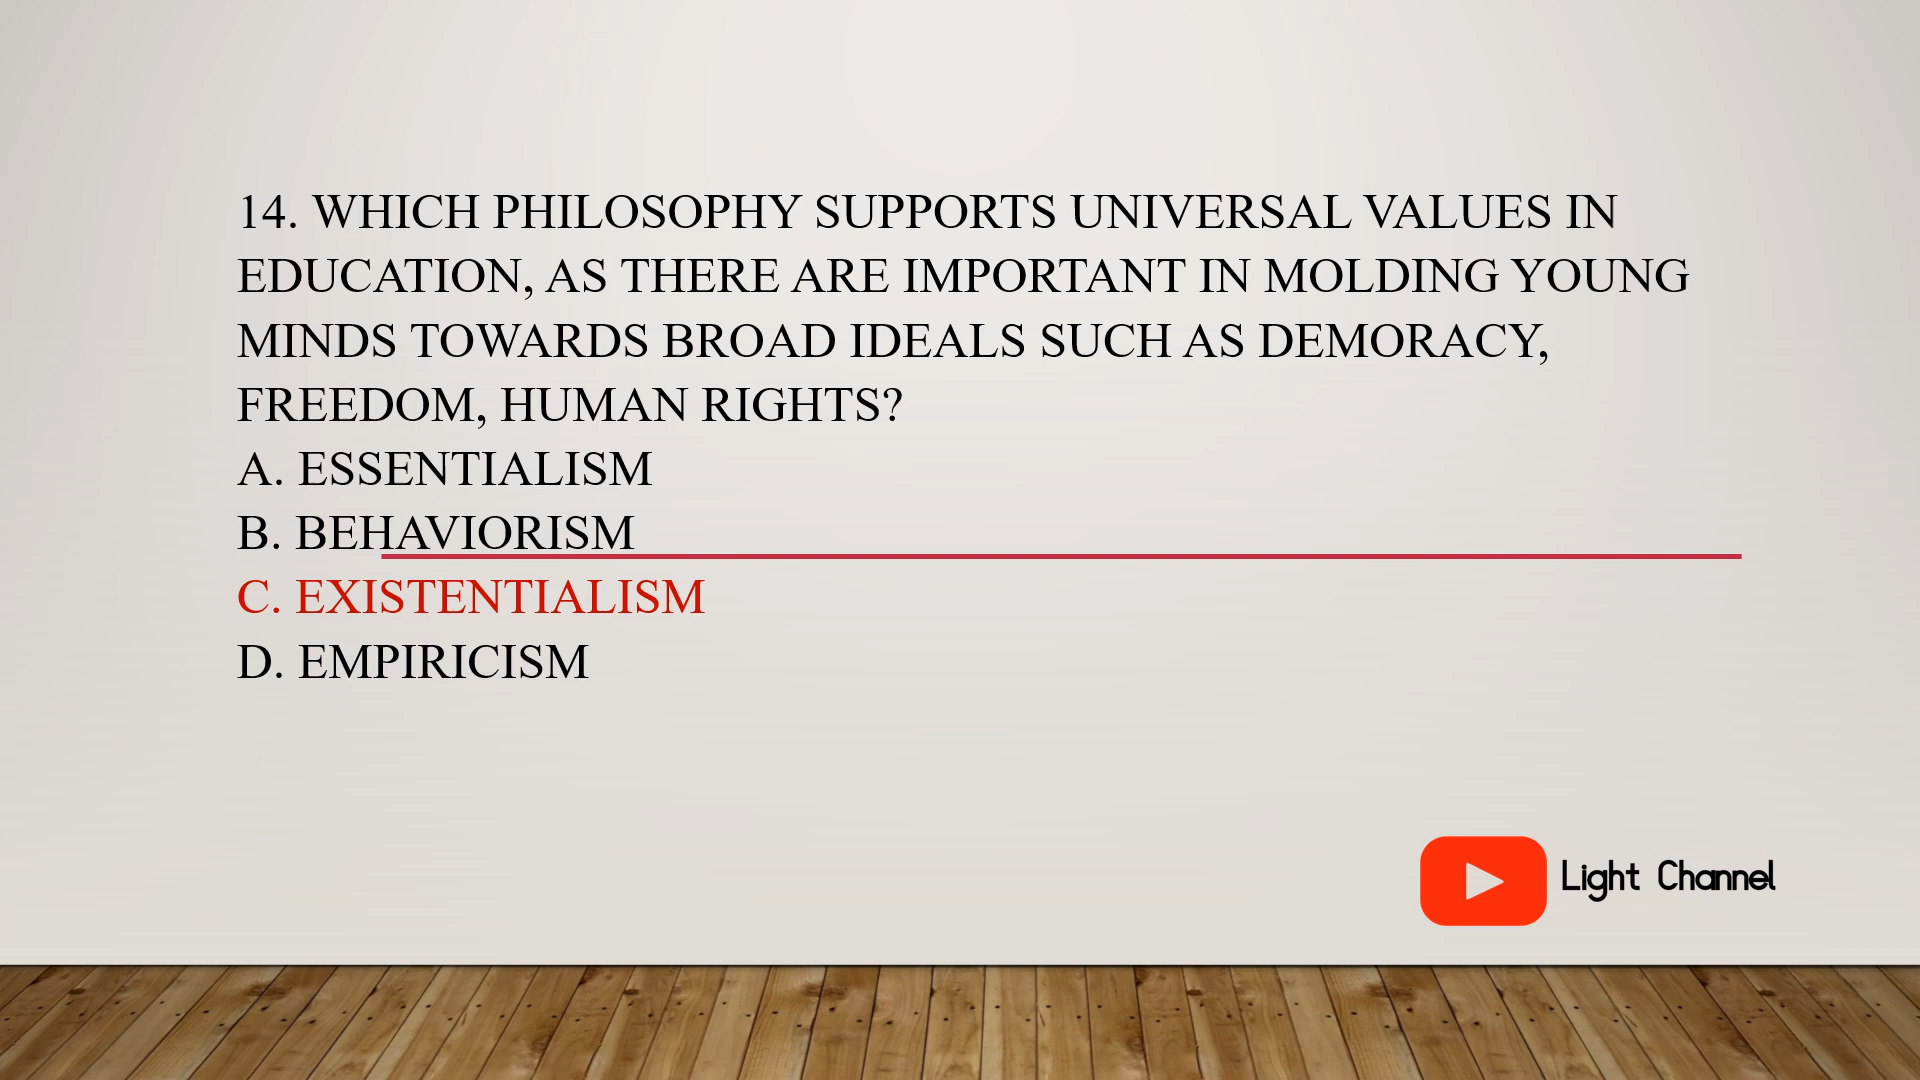 14. WHICH PHILOSOPHY SUPPORTS UNIVERSAL VALUES IN
EDUCATION, AS THERE ARE IMPORTANT IN MOLDING YOUNG
MINDS TOWARDS BROAD IDEALS SUCH AS DEMORACY,
FREEDOM, HUMAN RIGHTS?
A. ESSENTIALISM
B. BEHAVIORISM
C. EXISTENTIALISM
D. EMPIRICISM
Light Channel